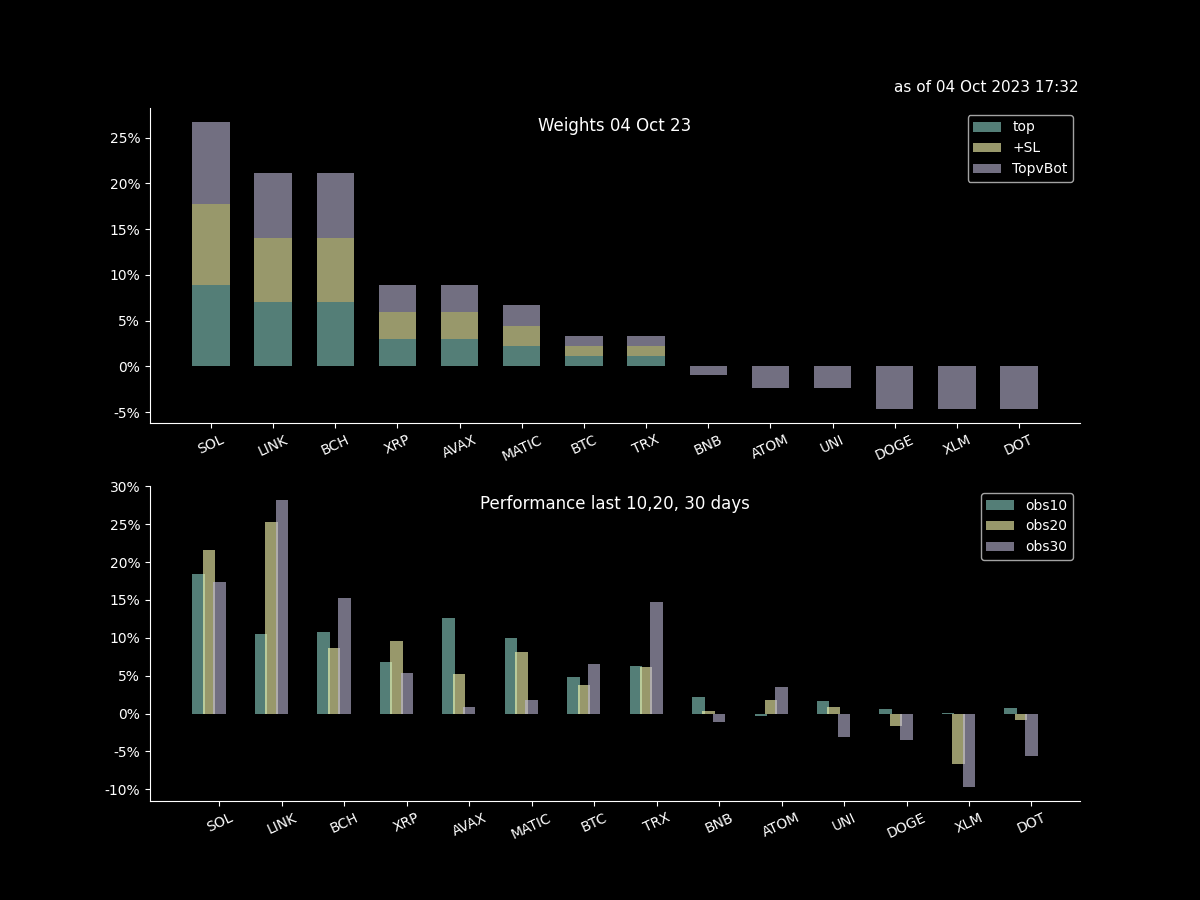 as of 04 Oct 2023 17:32
Weights 04 Oct 23
top
+SL
TopvBot
25%
20%
15%
10%
5%
0%
-5%
SOL LINK BCH XRP AVAX MATIC BTC TRX BNB ATOM UNI DOGE XLM DOT
Performance last 10,20, 30 days
obs10
obs20
obs30
30%
25%
20%
15%
10%
5%
0%
-5%
-10%
SOL LINK BCH XRP AVAX MATIC BTC TRX BNB ATOM UNI DOGE XLM DOT